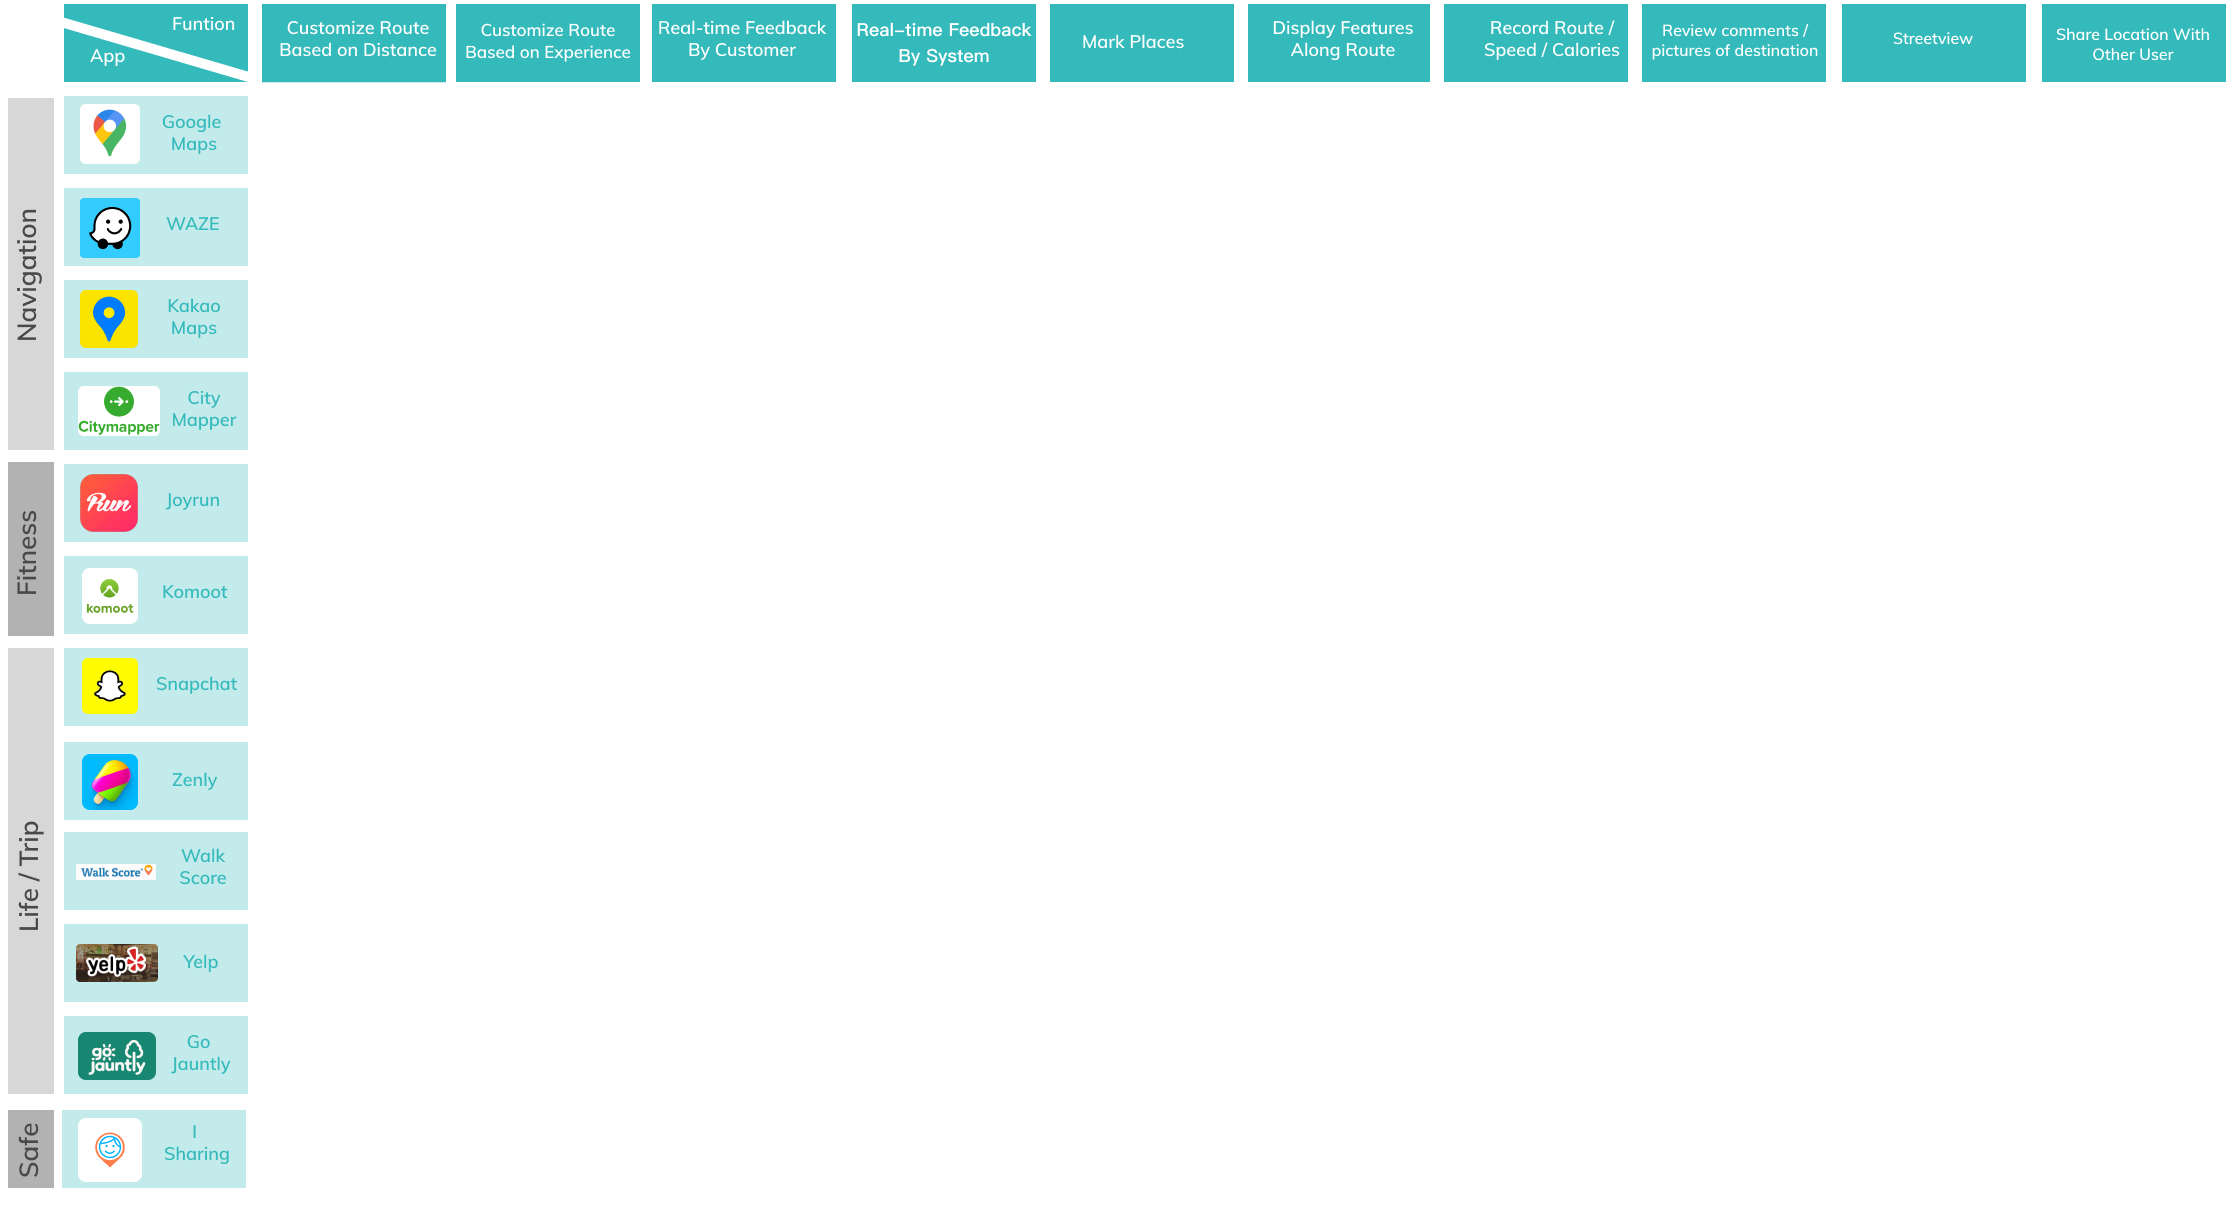 Funtion
App
Customize Route
Based on Distance
Customize Route
Based on Experience
Real-time Feedback
By Customer
Real-time Feedback
By System
Mark Places
Display Features
Along Route
Record Route /
Speed / Calories
Review comments /
pictures of destination
Streetview
Share Location With
Other User
Navigation
Google
Maps
WAZE
Kakao
Maps
Citymapper
City
Mapper
Fitness
Run
Joyrun
komoot
Komoot
Life / Trip
Snapchat
Zenly
Walk Score
Walk
Score
yelp
Yelp
go
jauntly
Go
Jauntly
Safe
I
Sharing